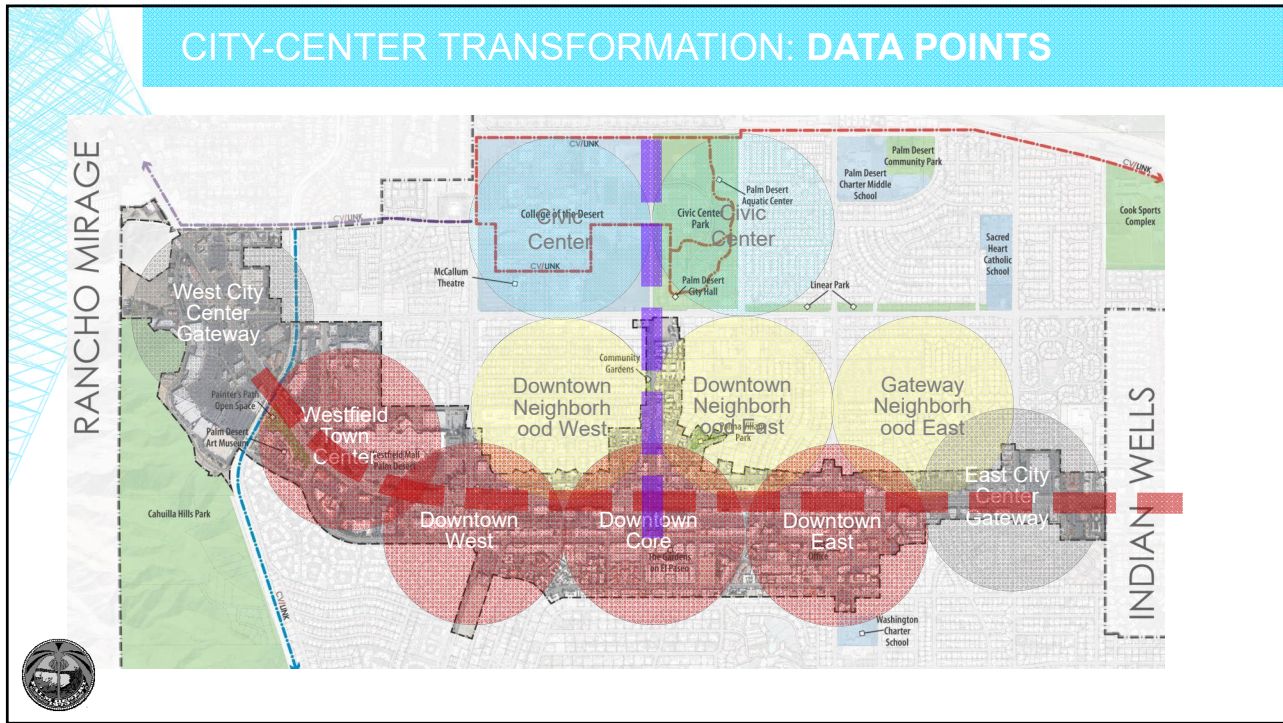 CITY-CENTER TRANSFORMATION: DATA POINTS
RANCHO MIRAGE
INDIAN WELLS
CV/LINK
CV/LINK
CV/LINK
CV/LINK
CV/LINK
CV/LINK
College of the Desert
Civic
Center
McCallum
Theatre
Civic Center
Park
Civic
Center
Palm Desert
Aquatic Center
Palm Desert
City Hall
Palm Desert
Community Park
Palm Desert
Charter Middle
School
Cook Sports
Complex
Sacred
Heart
Catholic
School
Linear Park
West City
Center
Gateway
Painter's Path
Open Space
Palm Desert
Art Museum
Westfield
Town
Center
Westfield Mall
Palm Desert
Cahuilla Hills Park
Community
Gardens
Downtown
Neighborh
ood West
Downtown
Neighborh
ood East
Park
Gateway
Neighborh
ood East
East City
Center
Gateway
Downtown
West
Downtown
Core
The Gardens
on El Paseo
Downtown
East
Office
Washington
Charter
School